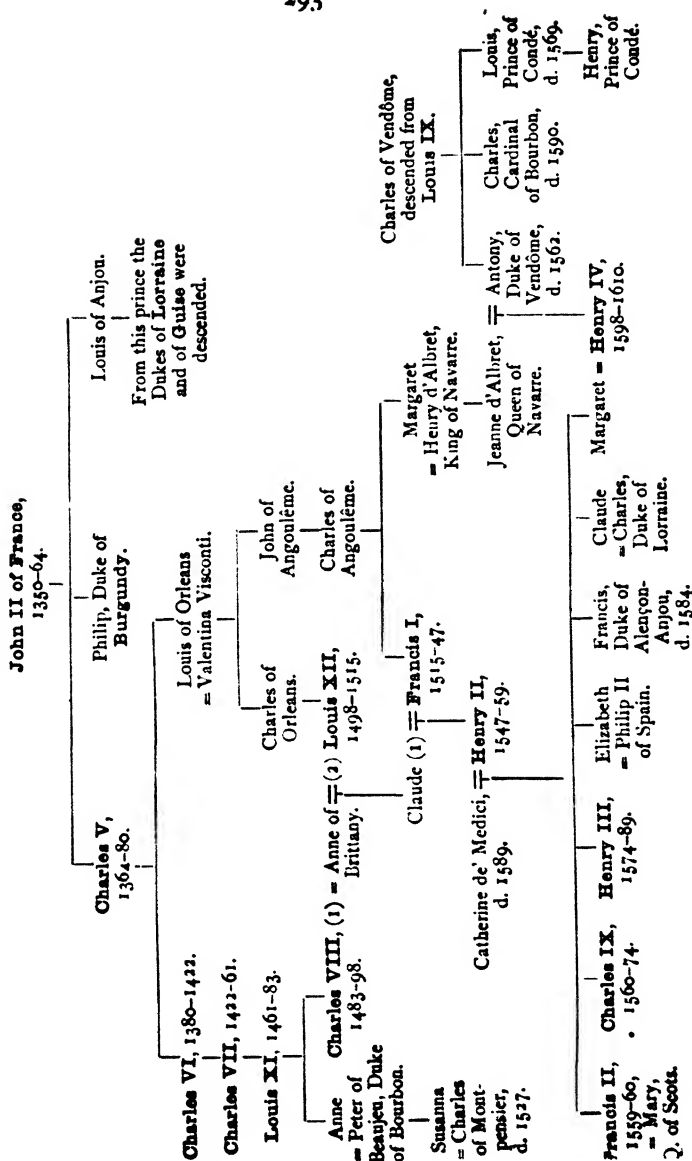 295
John II of France,
1350-64.
Charles V,
1364-80.
Philip, Duke of
Burgundy.
Louis of Anjou.
From this prince the
Dukes of Lorraine
and of Guise were
descended.
Charles VI, 1380-1422.
Charles VII, 1422-61.
Louis XI, 1461-83.
Louis of Orleans
= Valentina Visconti.
Charles of
Orleans.
John of
Angoulême.
Charles of
Angoulême.
Anne
= Peter of
Beaujeu, Duke
of Bourbon.
Charles VIII, (1) = Anne of = (2) Louis XII,
1483-98.
Brittany.
1498-1515.
Susanna
= Charles
of Mont-
pensier,
d. 1527.
Claude (1) = Francis I,
1515-47.
Margaret
= Henry d'Albret,
King of Navarre.
Charles of Vendôme,
descended from
Louis IX.
Catherine de' Medici, = Henry II,
d. 1589.
1547-59.
Jeanne d'Albret, = Antony,
Queen of
Navarre.
Duke of
Vendôme,
d. 1562.
Charles,
Cardinal
of Bourbon,
d. 1590.
Louis,
Prince of
Condé,
d. 1569.
Henry,
Prince of
Condé.
Francis II,
1559-60,
= Mary,
Q. of Scots.
Charles IX,
1560-74.
Henry III,
1574-89.
Elizabeth
= Philip II
of Spain.
Francis,
Duke of
Alençon-
Anjou,
d. 1584.
Claude
= Charles,
Duke of
Lorraine.
Margaret = Henry IV,
1598-1610.